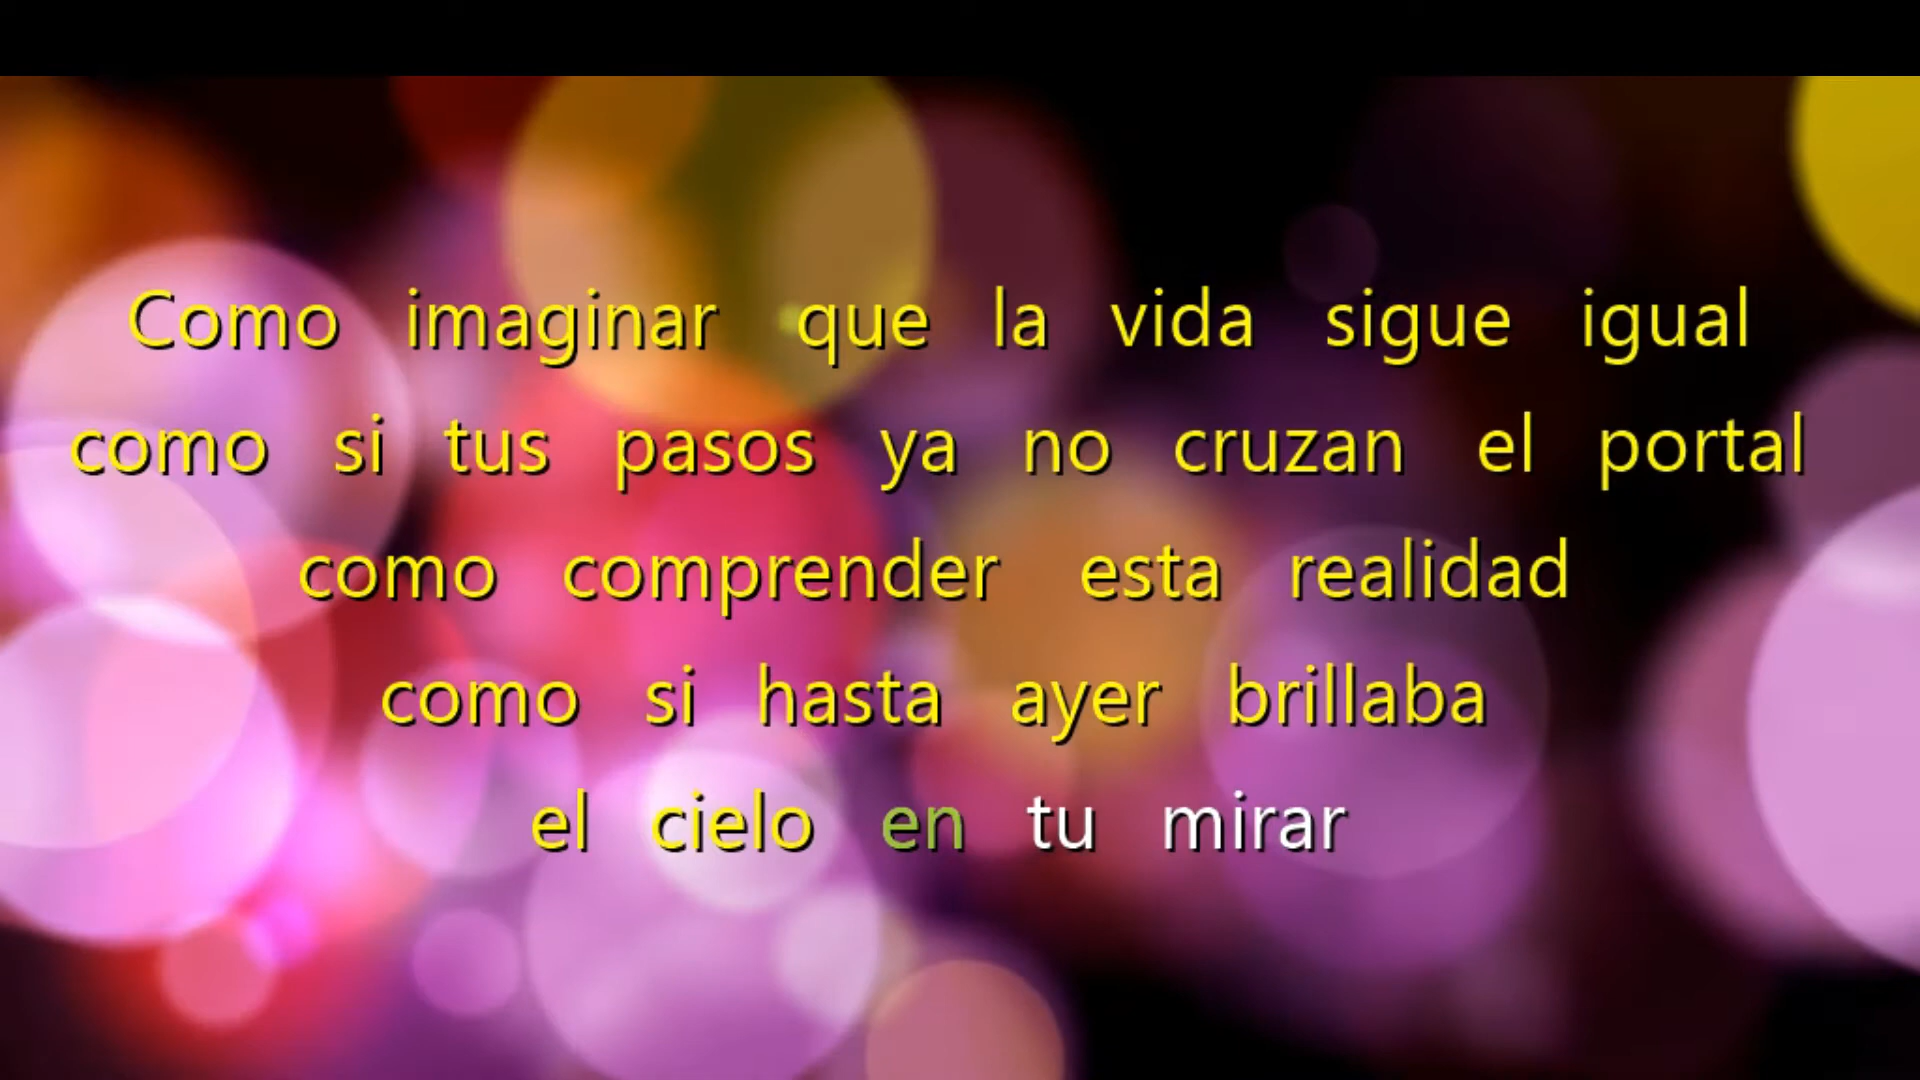 Como imaginar que la vida sigue igual
como si tus pasos ya no cruzan el portal
como comprender esta realidad
como si hasta ayer brillaba
el cielo en tu mirar